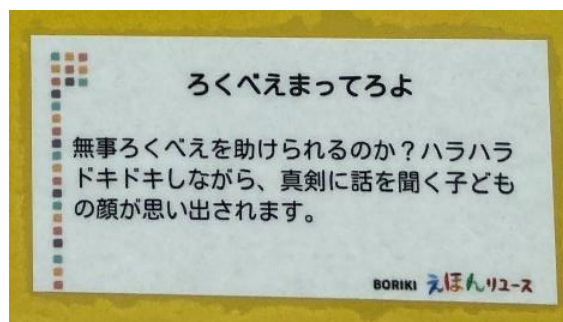 ろくべえまってろよ
無事ろくべえを助けられるのか？ハラハラ
ドキドキしながら、真剣に話を聞く子ども
の顔が思い出されます。
BORIKI えほんリユース